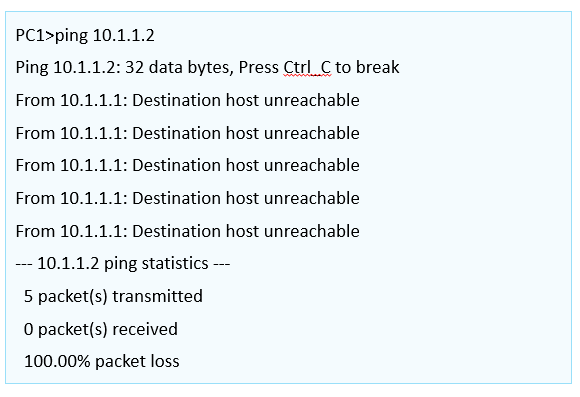 PC1>ping 10.1.1.2
Ping 10.1.1.2: 32 data bytes, Press Ctrl_C to break
From 10.1.1.1: Destination host unreachable
From 10.1.1.1: Destination host unreachable
From 10.1.1.1: Destination host unreachable
From 10.1.1.1: Destination host unreachable
From 10.1.1.1: Destination host unreachable
--- 10.1.1.2 ping statistics ---
5 packet(s) transmitted
0 packet(s) received
100.00% packet loss